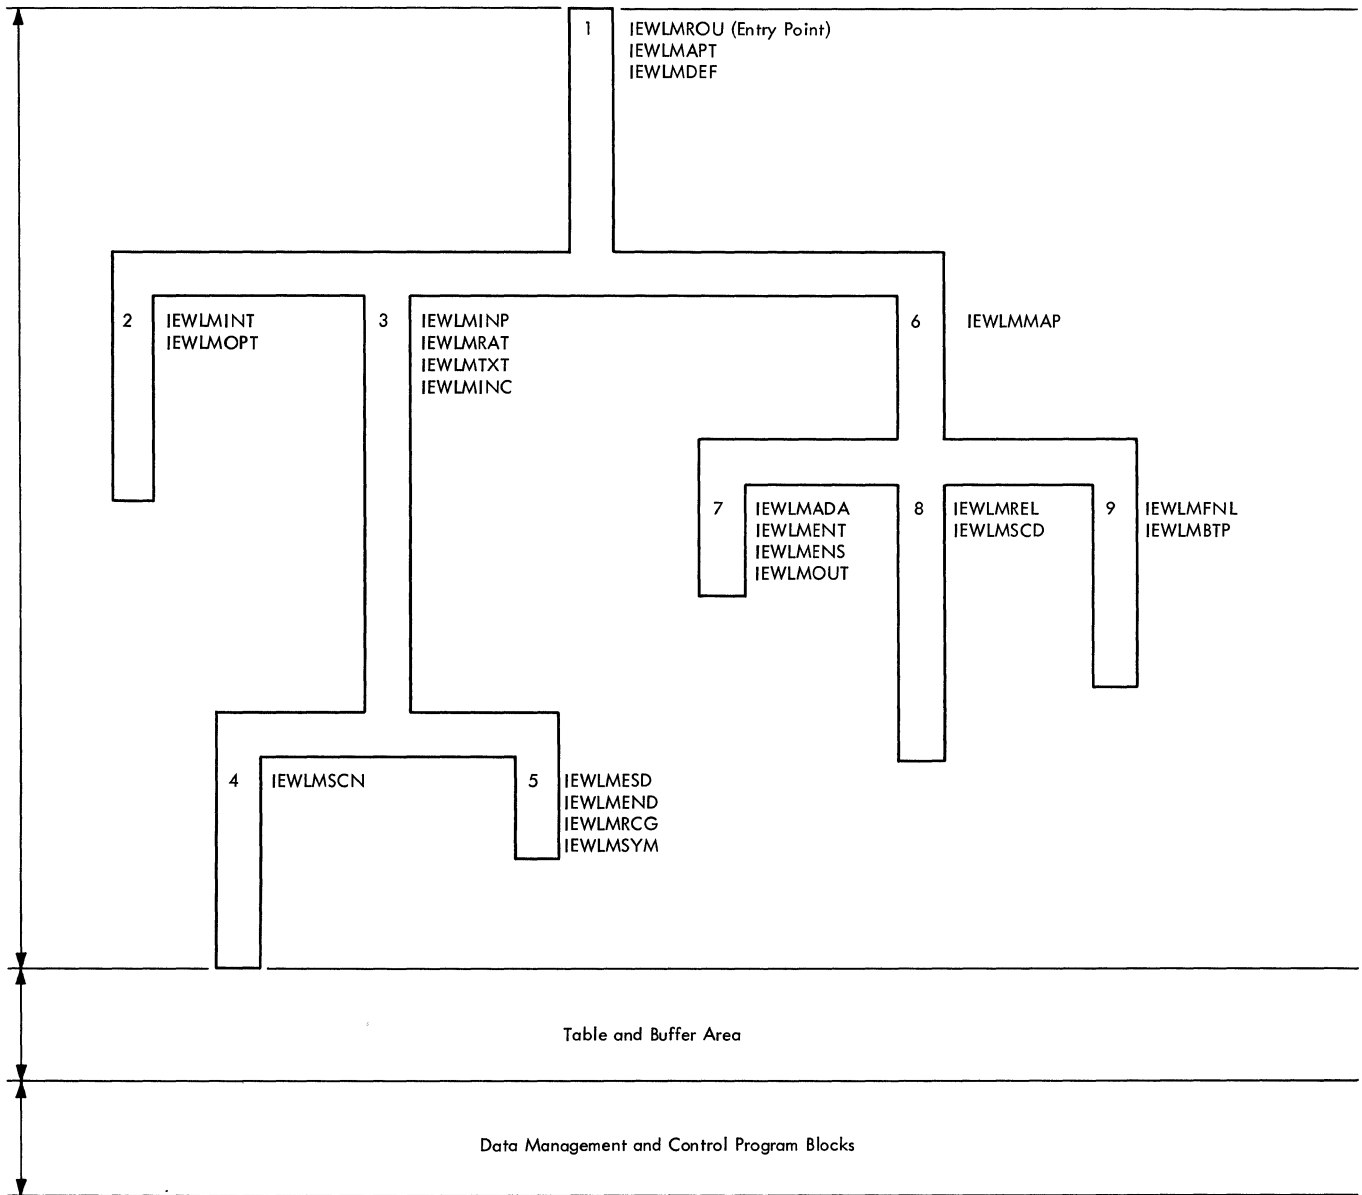 1
IEWLMROU (Entry Point)
IEWLMAPT
IEWLMDEF
2
IEWLMINT
IEWLMOPT
3
IEWLMINP
IEWLMRAT
IEWLMTXT
IEWLMINC
6
IEWLMMAP
7
IEWLMADA
IEWLMENT
IEWLMENS
IEWLMOUT
8
IEWLMREL
IEWLMSCD
9
IEWLMFNL
IEWLMBTP
4
IEWLMSCN
5
IEWLMESD
IEWLMEND
IEWLMRCG
IEWLMSYM
Table and Buffer Area
Data Management and Control Program Blocks